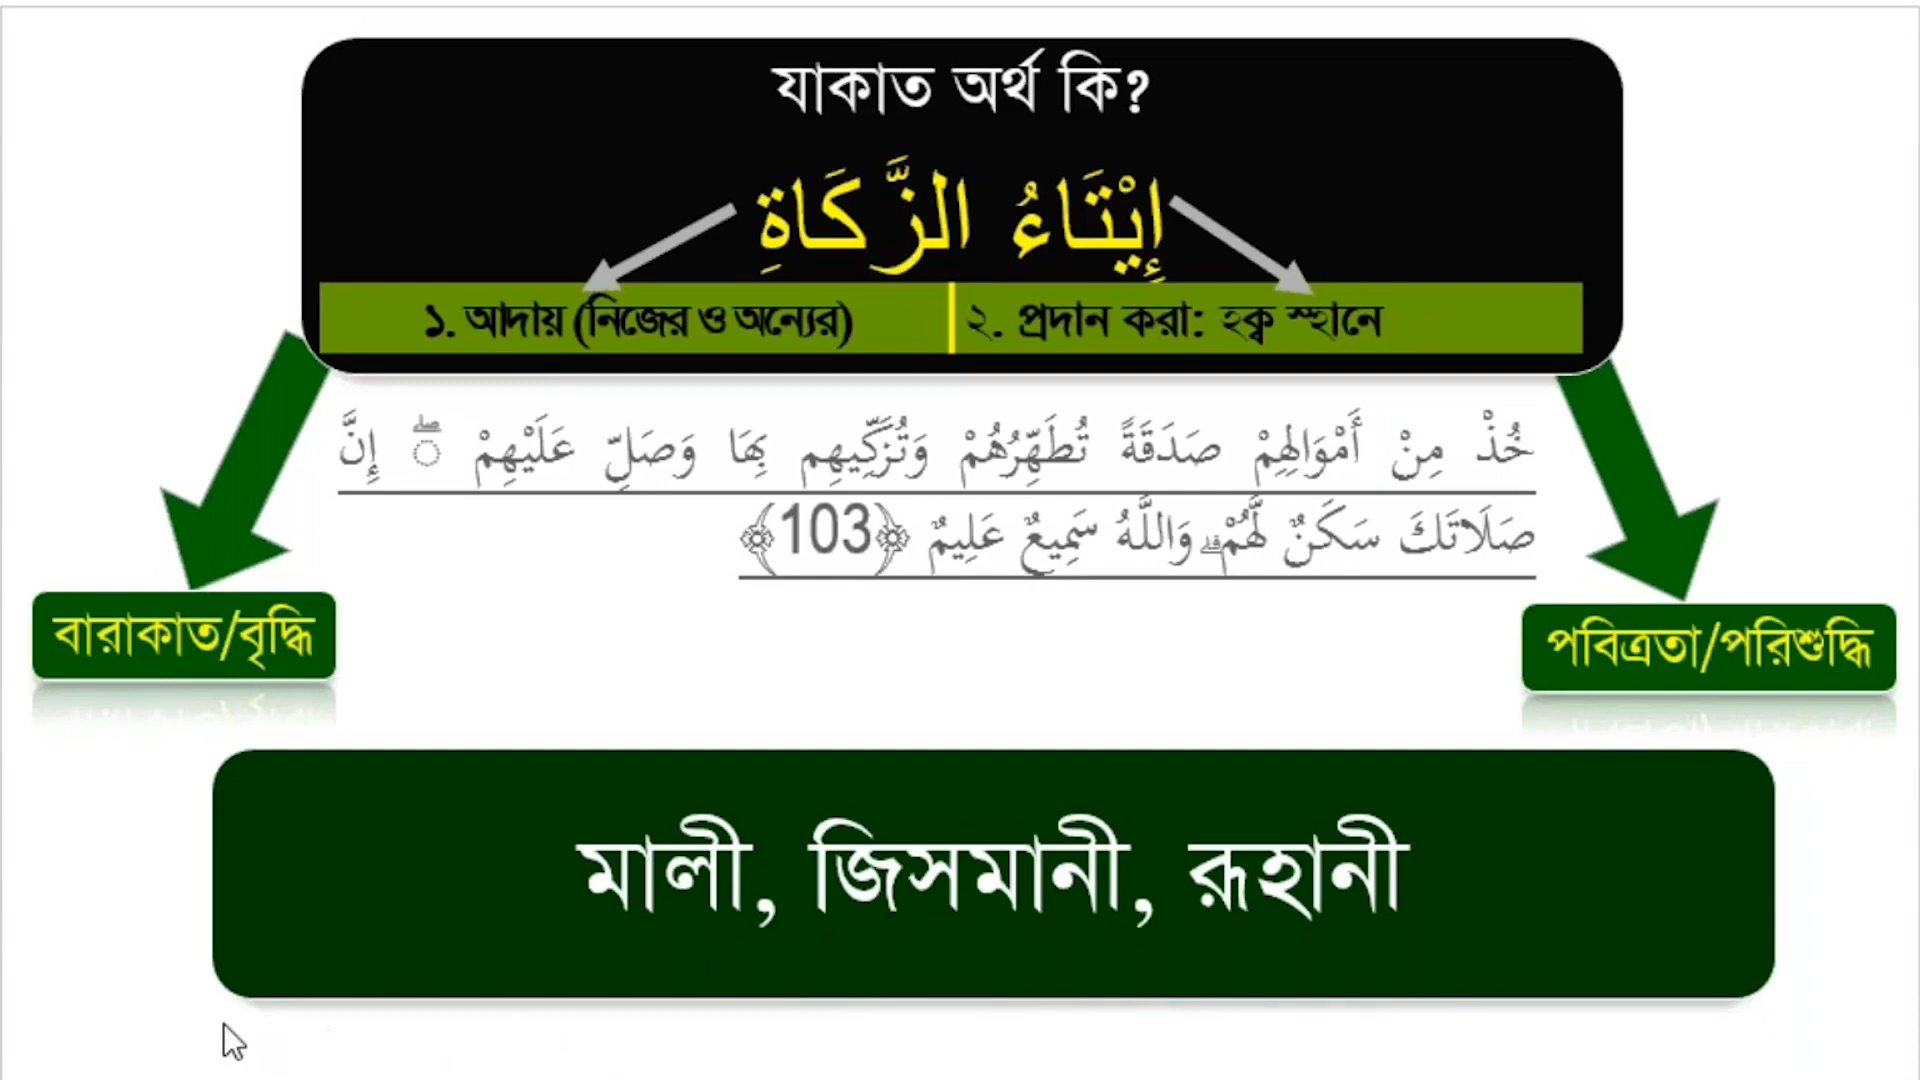 যাকাত অর্থ কি?
إِيْتَاءُ الزَّكَاةِ
১. আদায় (নিজের ও অন্যের)
২. প্রদান করা: হক্ব স্থানে
خُذْ مِنْ أَمْوَالِهِمْ صَدَقَةً تُطَهِّرُهُمْ وَتُزَكِّيهِم بِهَا وَصَلِّ عَلَيْهِمْ ۖ إِنَّ
صَلَاتَكَ سَكَنٌ لَّهُمْ ۗ وَاللَّهُ سَمِيعٌ عَلِيمٌ ﴿103﴾
বারাকাত/বৃদ্ধি
পবিত্রতা/পরিশুদ্ধি
মালী, জিসমানী, রূহানী